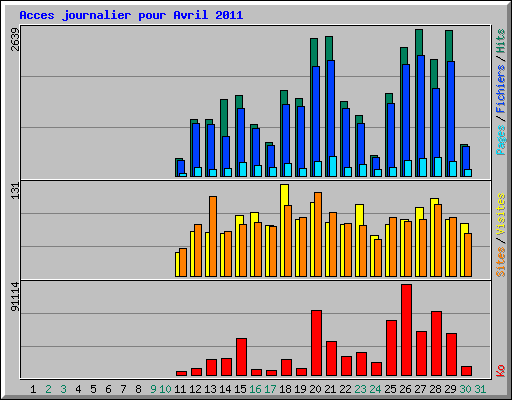 Acces journalier pour Avril 2011
2639
Pages/Fichiers/Hits
131
Sites/Visites
91114
Ko
1 2 3 4 5 6 7 8 9 10 11 12 13 14 15 16 17 18 19 20 21 22 23 24 25 26 27 28 29 30 31